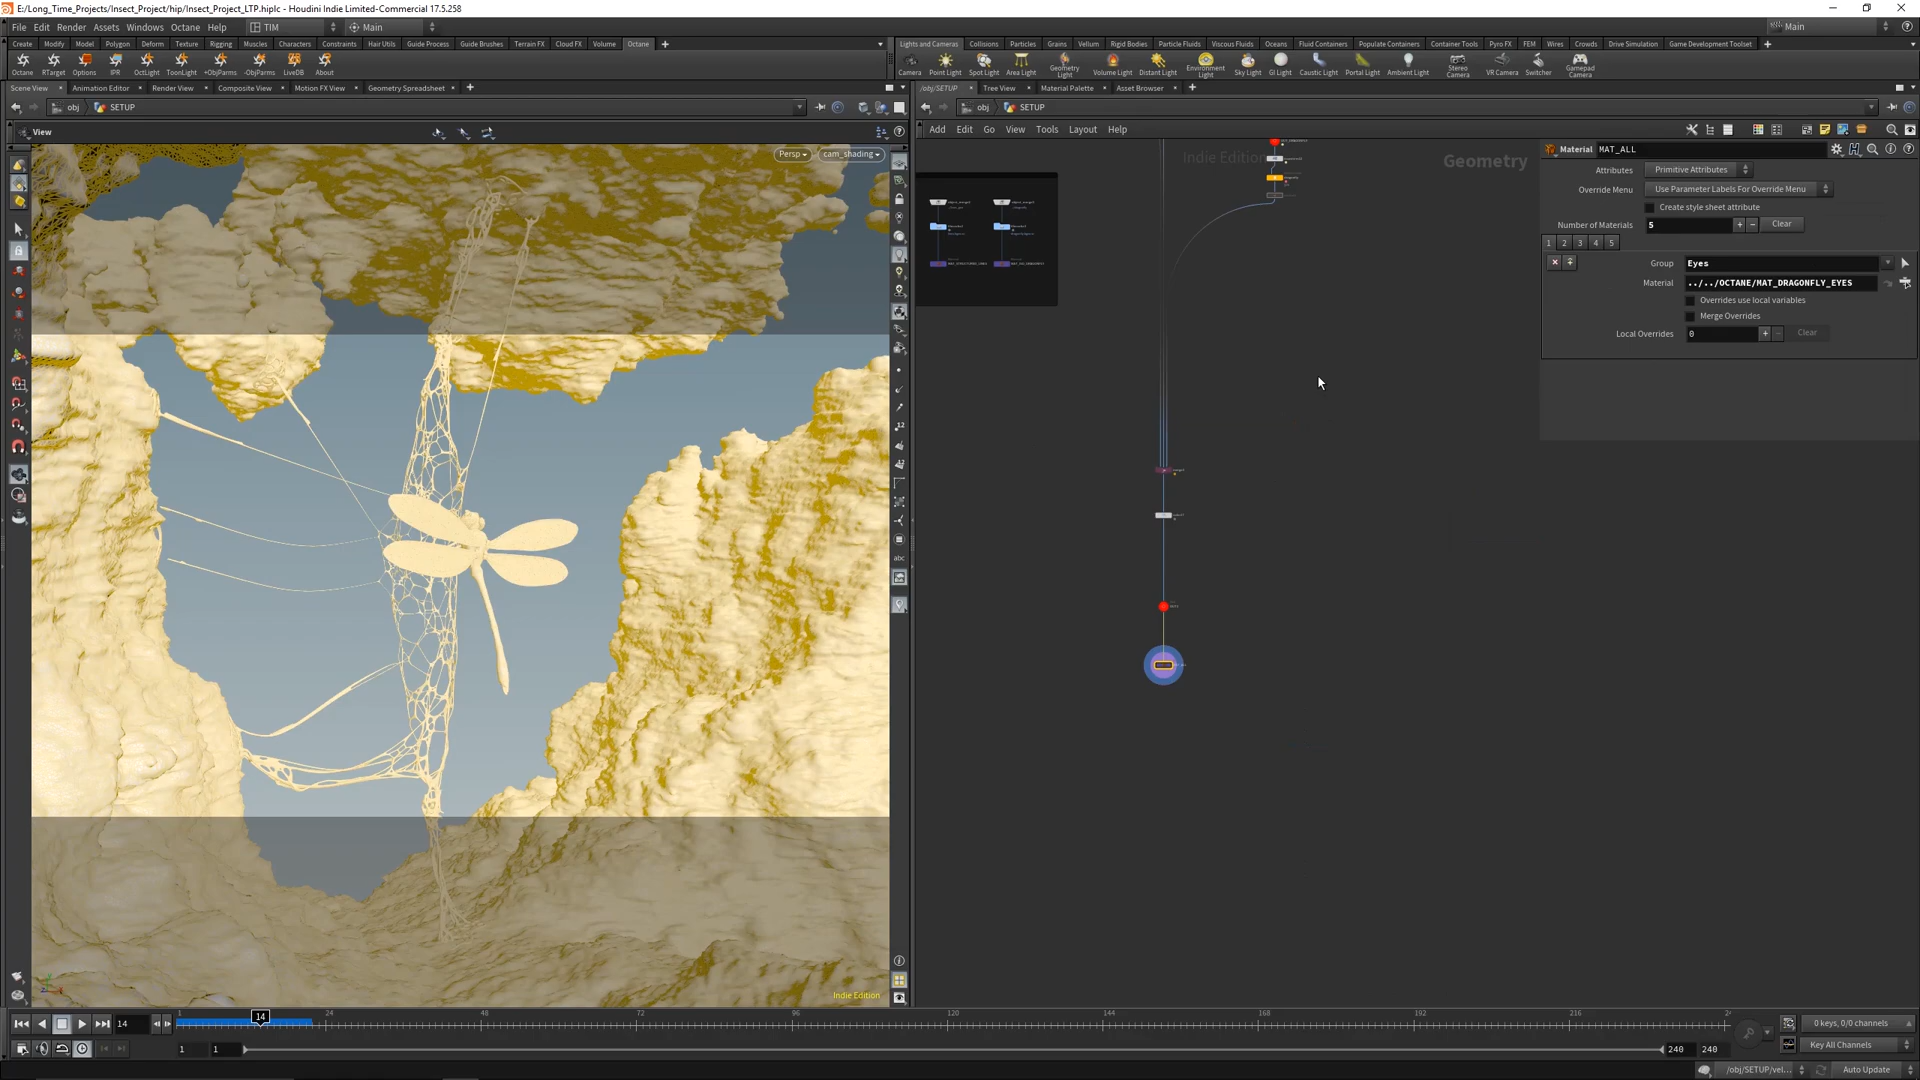 E:/Long_Time_Projects/Insect_Project/hip/Insect_Project_LTP.hiplc - Houdini Indie Limited-Commercial 17.5.258
File Edit Render Assets Windows Octane Help TIM Main Main
Create Modify Model Polygon Deform Texture Rigging Muscles Characters Constraints Hair Utils Guide Process Guide Brushes Terrain FX Cloud FX Volume Octane
Lights and Cameras Collisions Particles Grains Vellum Rigid Bodies Particle Fluids Viscous Fluids Oceans Fluid Containers Populate Containers Container Tools Pyro FX FEM Wires Crowds Drive Simulation Game Development Toolset
Octane RTarget Options IPR OctLight ToonLight +ObjParms -ObjParms LiveDB About
Camera Point Light Spot Light Area Light Geometry Light Volume Light Distant Light Environment Light Sky Light GI Light Caustic Light Portal Light Ambient Light Stereo Camera VR Camera Switcher Gamepad Camera
Scene View Animation Editor Render View Composite View Motion FX View Geometry Spreadsheet
/obj/SETUP Tree View Material Palette Asset Browser
obj SETUP
obj SETUP
View
Add Edit Go View Tools Layout Help
Persp cam_shading
Indie Edition Geometry
Material MAT_ALL
Attributes Primitive Attributes
Override Menu Use Parameter Labels For Override Menu
Create style sheet attribute
Number of Materials 5 Clear
1 2 3 4 5
Group Eyes
Material ../../OCTANE/MAT_DRAGONFLY_EYES
Overrides use local variables
Merge Overrides
Local Overrides 0 Clear
abc
Indie Edition
14 1 14 24 48 72 96 120 144 168 192 216
0 keys, 0/0 channels
1 1 240 240
Key All Channels
/obj/SETUP/vel... Auto Update